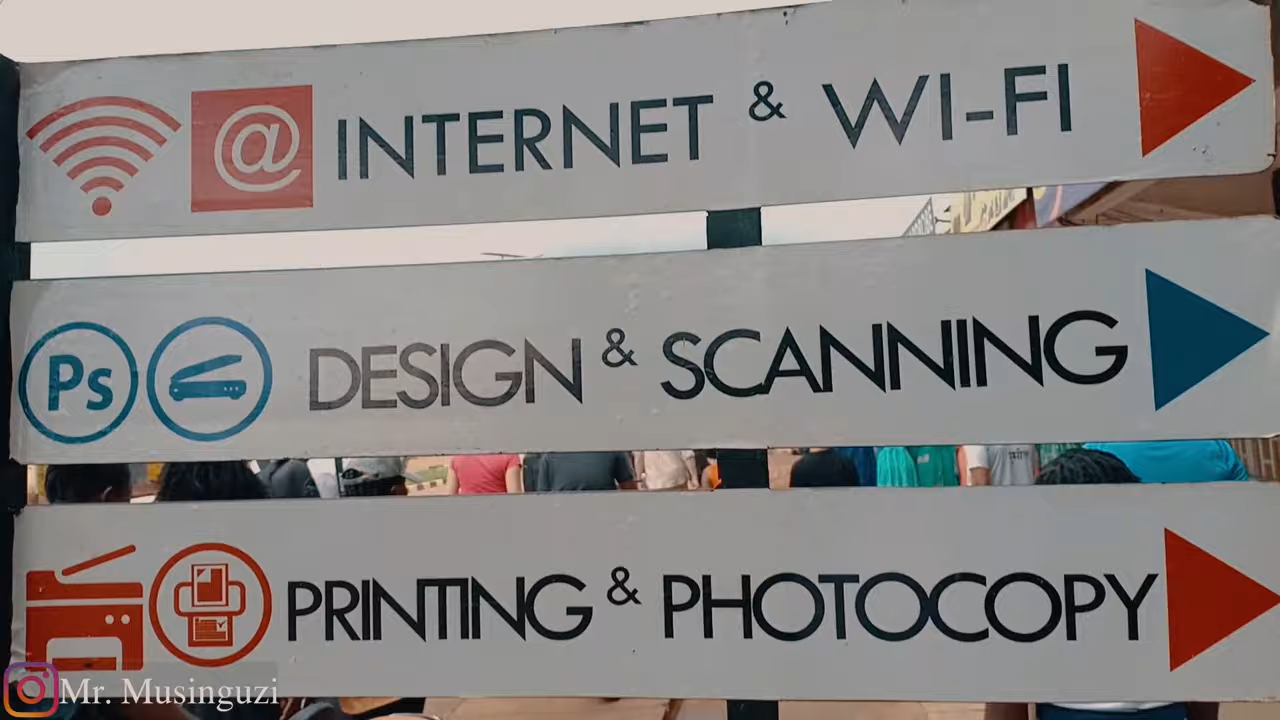 @ INTERNET & WI-FI
Ps DESIGN & SCANNING
PRINTING & PHOTOCOPY
Mr. Musinguzi